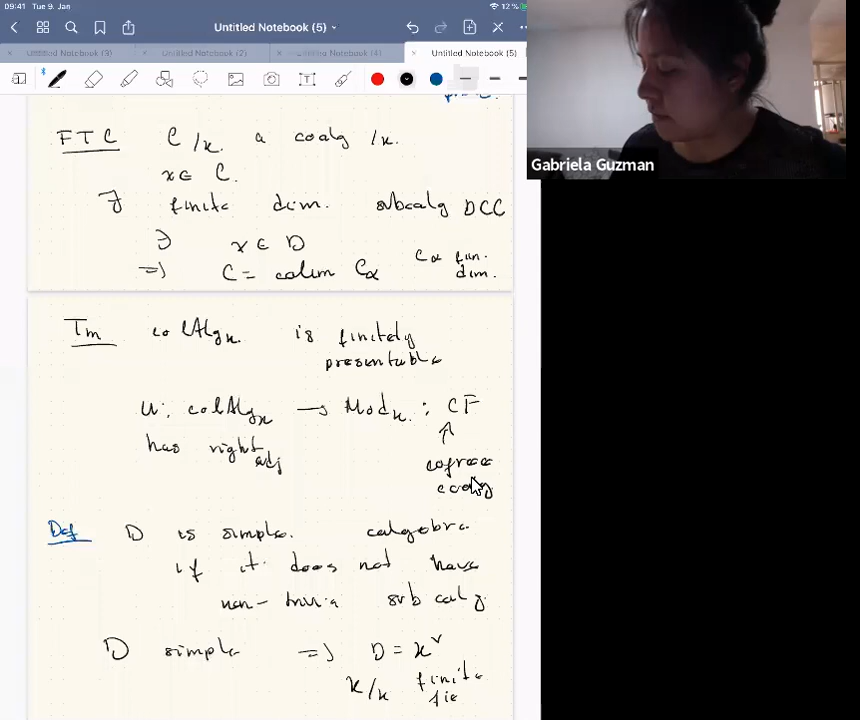 09:41 Tue 9. Jan
12%
Untitled Notebook (5)
Untitled Notebook (3) Untitled Notebook (2) Untitled Notebook (4) Untitled Notebook (5)
Gabriela Guzman
FTC C/k. a coalg /k.
x ∈ C.
∃ finite dim. subcalg D⊂C
∋ x ∈ D
=> C = colim Cα Cα fin.
dim.
Tm coAlgk. is finitely
presentable
U: coAlgk → Modk : CF
has right adj
↑
cofree
coalg
Def D is simple. calgebra
if it does not have
non- sub calg.
D simple => D = K^v
K/k finite